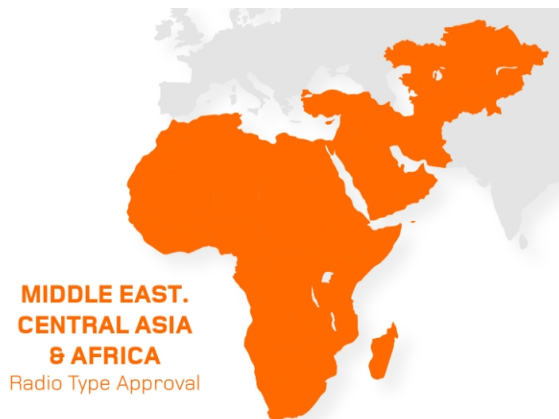 MIDDLE EAST.
CENTRAL ASIA
& AFRICA
Radio Type Approval